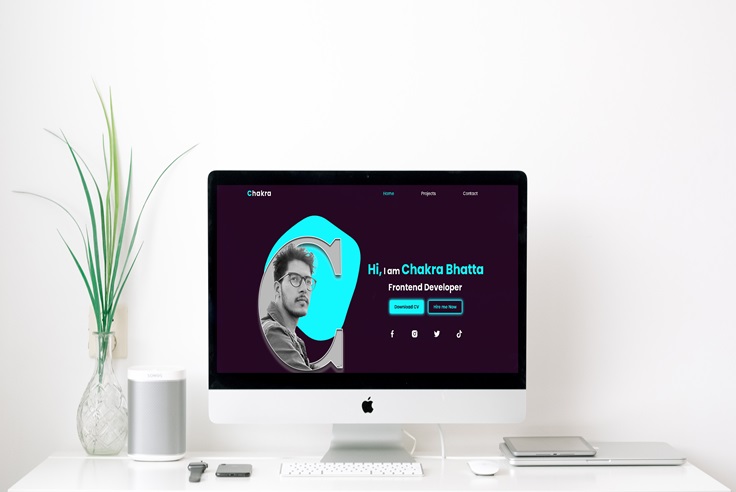 Chakra
Home Projects Contact
Hi, I am Chakra Bhatta
Frontend Developer
Download CV Hire Me Now